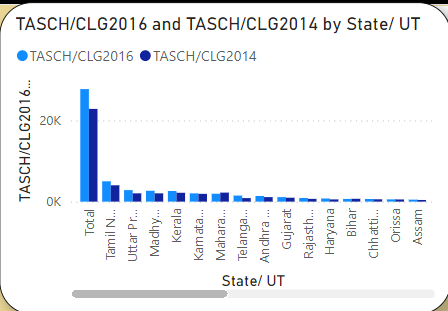 TASCH/CLG2016 and TASCH/CLG2014 by State/ UT
TASCH/CLG2016 TASCH/CLG2014
TASCH/CLG2016...
20K
0K
Total
Tamil N...
Uttar Pr...
Madhy...
Kerala
Karnata...
Mahara...
Telanga...
Andhra ...
Gujarat
Rajasth...
Haryana
Bihar
Chhatti...
Orissa
Assam
State/ UT